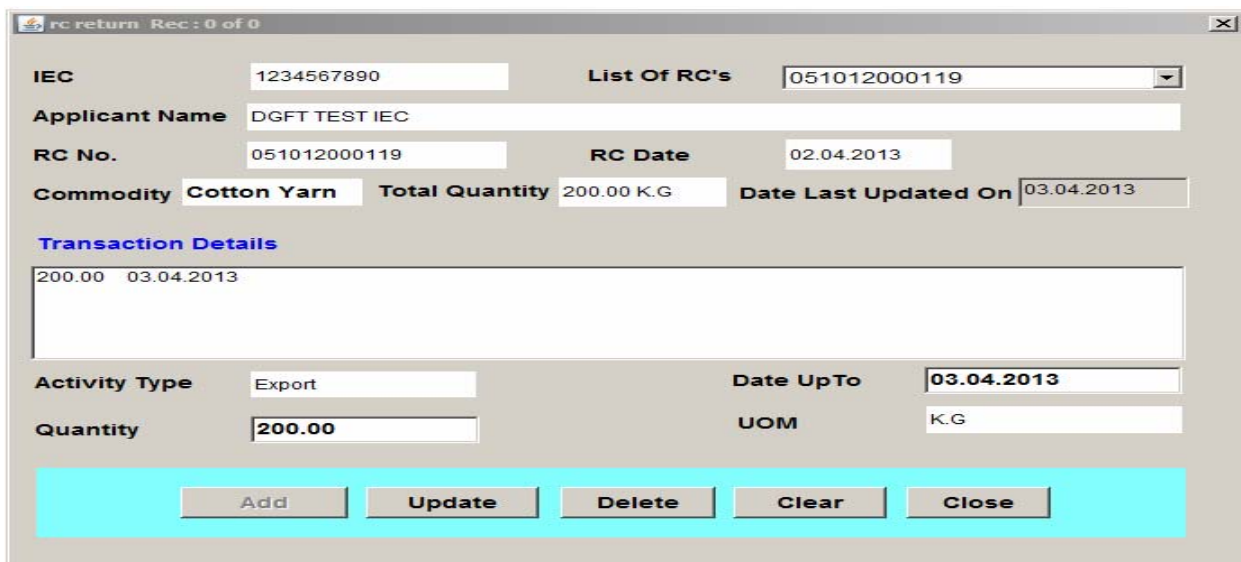 rc return Rec : 0 of 0
IEC 1234567890 List Of RC's 051012000119
Applicant Name DGFT TEST IEC
RC No. 051012000119 RC Date 02.04.2013
Commodity Cotton Yarn Total Quantity 200.00 K.G Date Last Updated On 03.04.2013
Transaction Details
200.00 03.04.2013
Activity Type Export Date UpTo 03.04.2013
Quantity 200.00 UOM K.G
Add Update Delete Clear Close